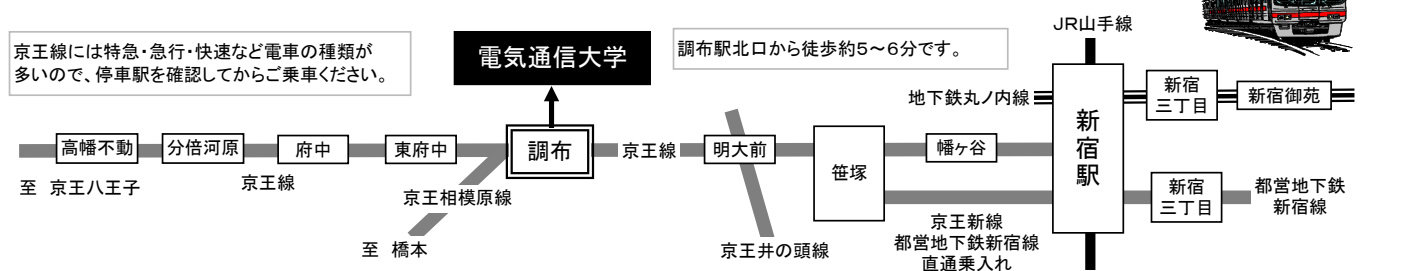 JR山手線
京王線には特急・急行・快速など電車の種類が
多いので、停車駅を確認してからご乗車ください。
電気通信大学
調布駅北口から徒歩約5～6分です。
地下鉄丸ノ内線
新宿
三丁目
新宿御苑
高幡不動
分倍河原
府中
東府中
調布
京王線
明大前
笹塚
幡ヶ谷
新宿駅
至 京王八王子
京王線
京王相模原線
至 橋本
京王井の頭線
京王新線
都営地下鉄新宿線
直通乗入れ
新宿
三丁目
都営地下鉄
新宿線